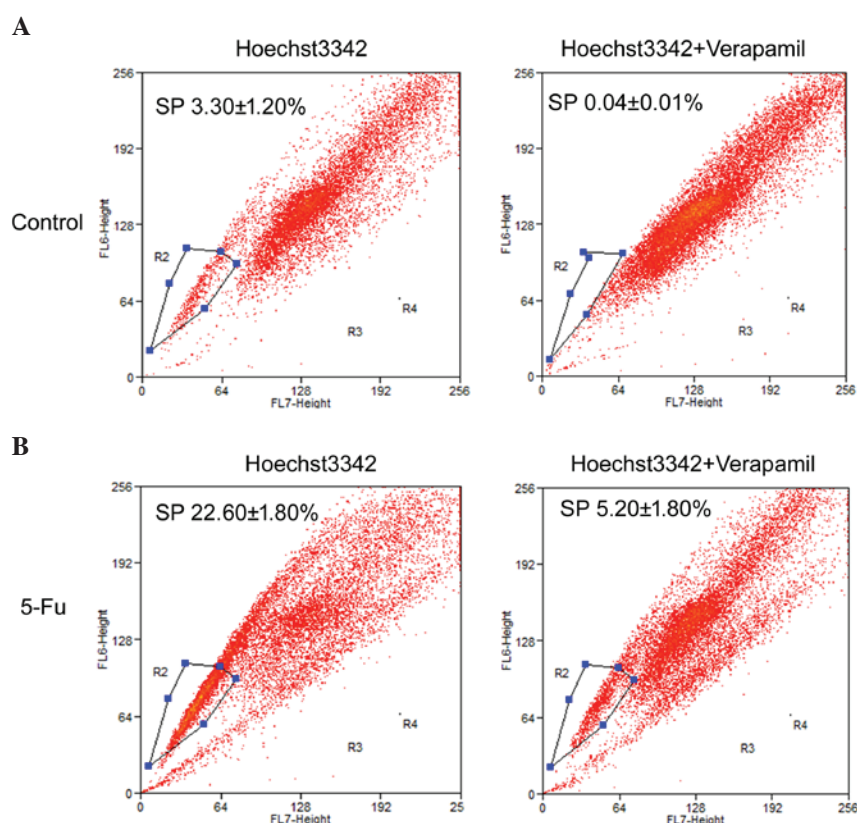 A
Hoechst3342
Hoechst3342+Verapamil
Control
256
192
128
64
0
FL6-Height
SP 3.30±1.20%
R2
R3
R4
0 64 128 192 256
FL7-Height
256
192
128
64
0
FL6-Height
SP 0.04±0.01%
R2
R3
R4
0 64 128 192 256
FL7-Height
B
Hoechst3342
Hoechst3342+Verapamil
5-Fu
256
192
128
64
0
FL6-Height
SP 22.60±1.80%
R2
R3
R4
0 64 128 192 25
FL7-Height
256
192
128
64
0
FL6-Height
SP 5.20±1.80%
R2
R3
R4
0 64 128 192 256
FL7-Height